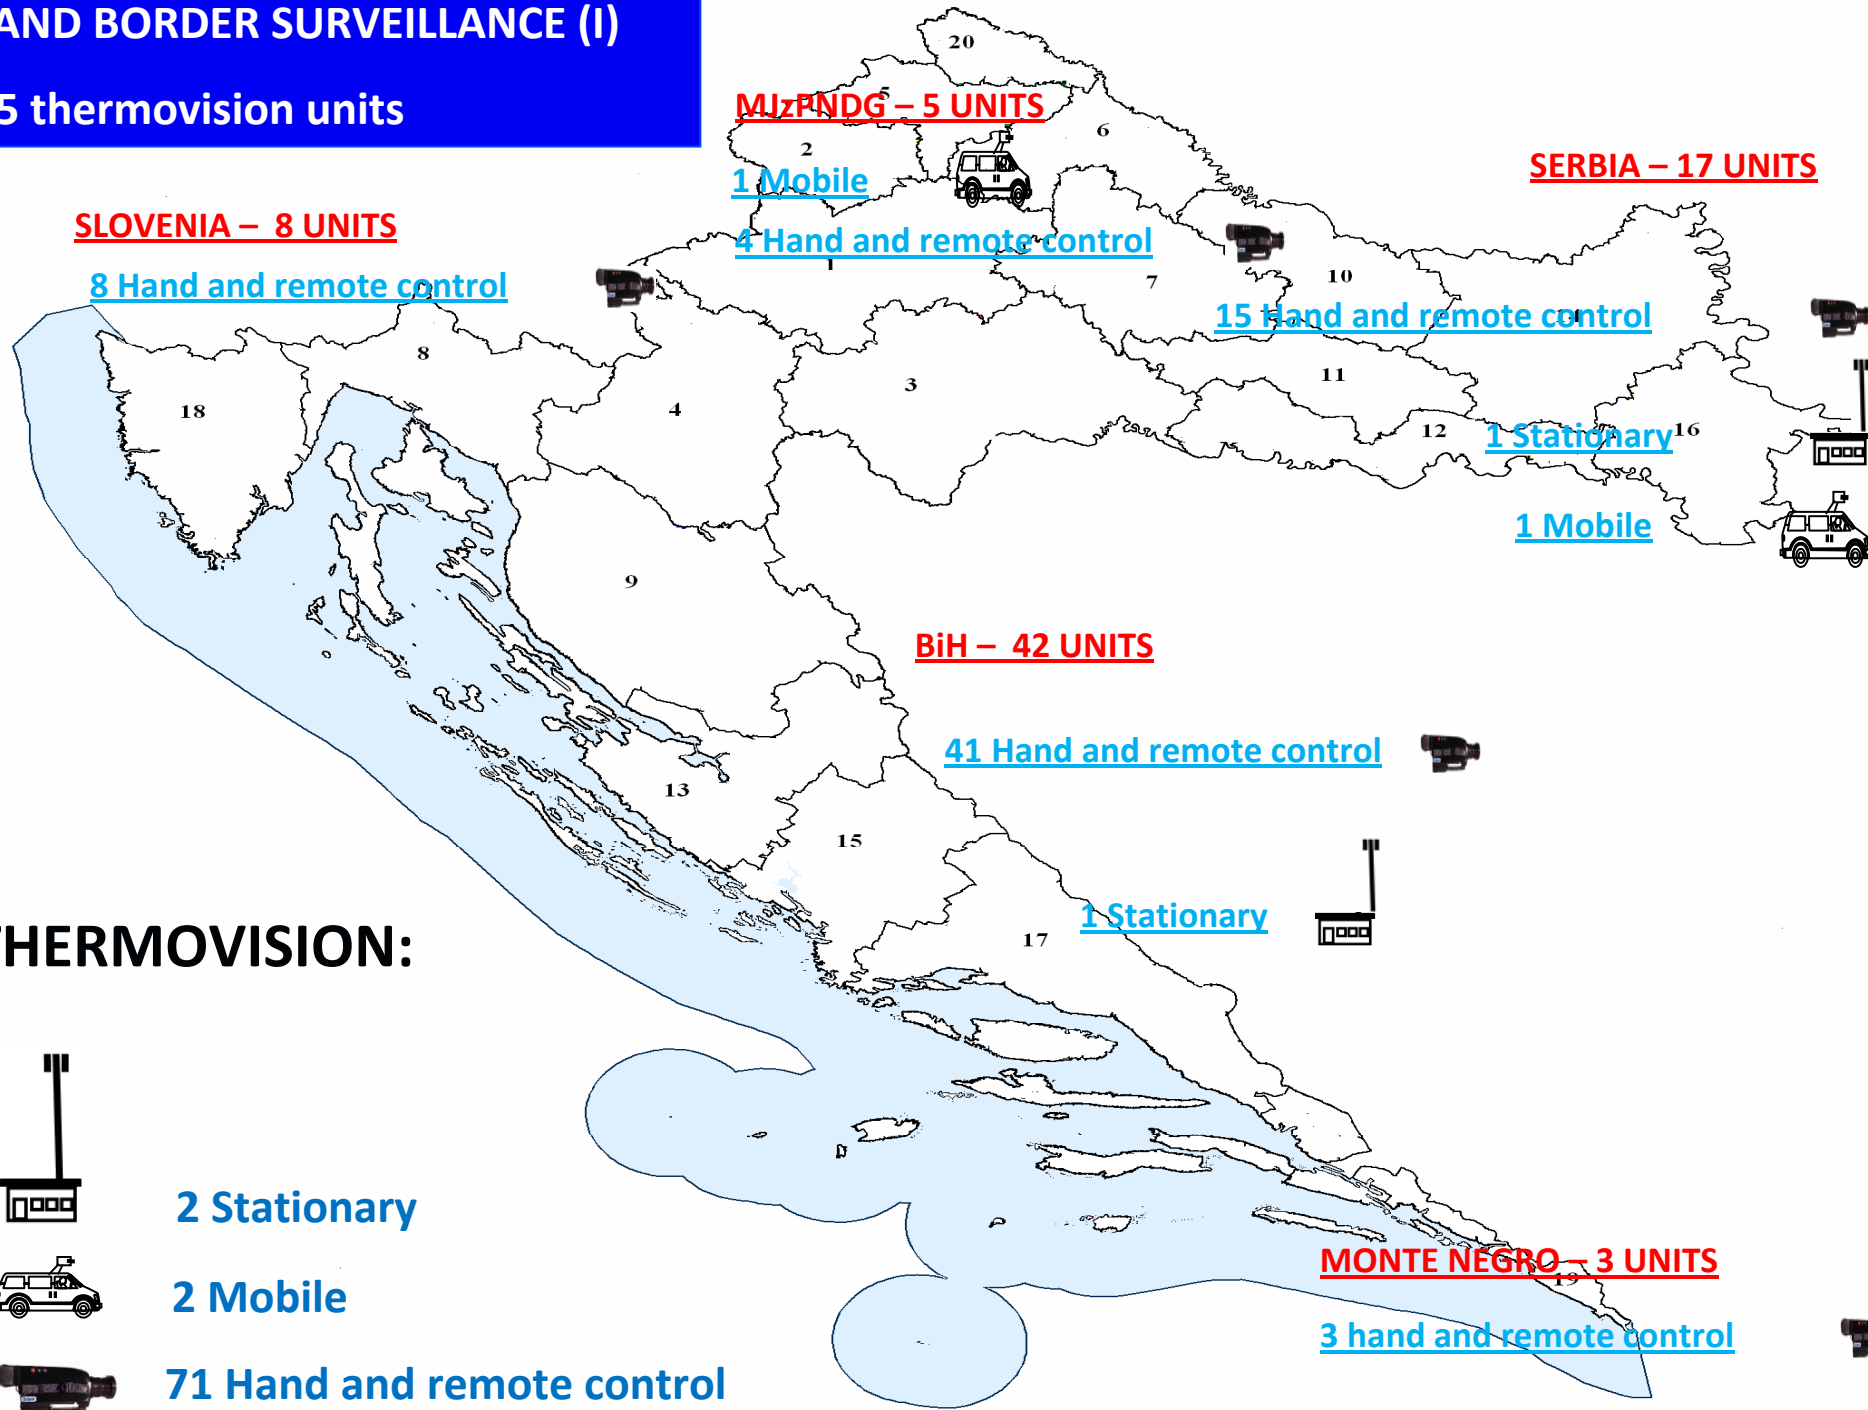 AND BORDER SURVEILLANCE (I)
5 thermovision units
20
5
MJzPNDG – 5 UNITS
6
2
1 Mobile
SERBIA – 17 UNITS
SLOVENIA – 8 UNITS
4 Hand and remote control
1
8 Hand and remote control
7
10
15 Hand and remote control
8
3
11
18
4
12
1 Stationary
16
1 Mobile
9
BiH – 42 UNITS
41 Hand and remote control
13
15
1 Stationary
17
THERMOVISION:
2 Stationary
MONTE NEGRO – 3 UNITS
19
2 Mobile
3 hand and remote control
71 Hand and remote control